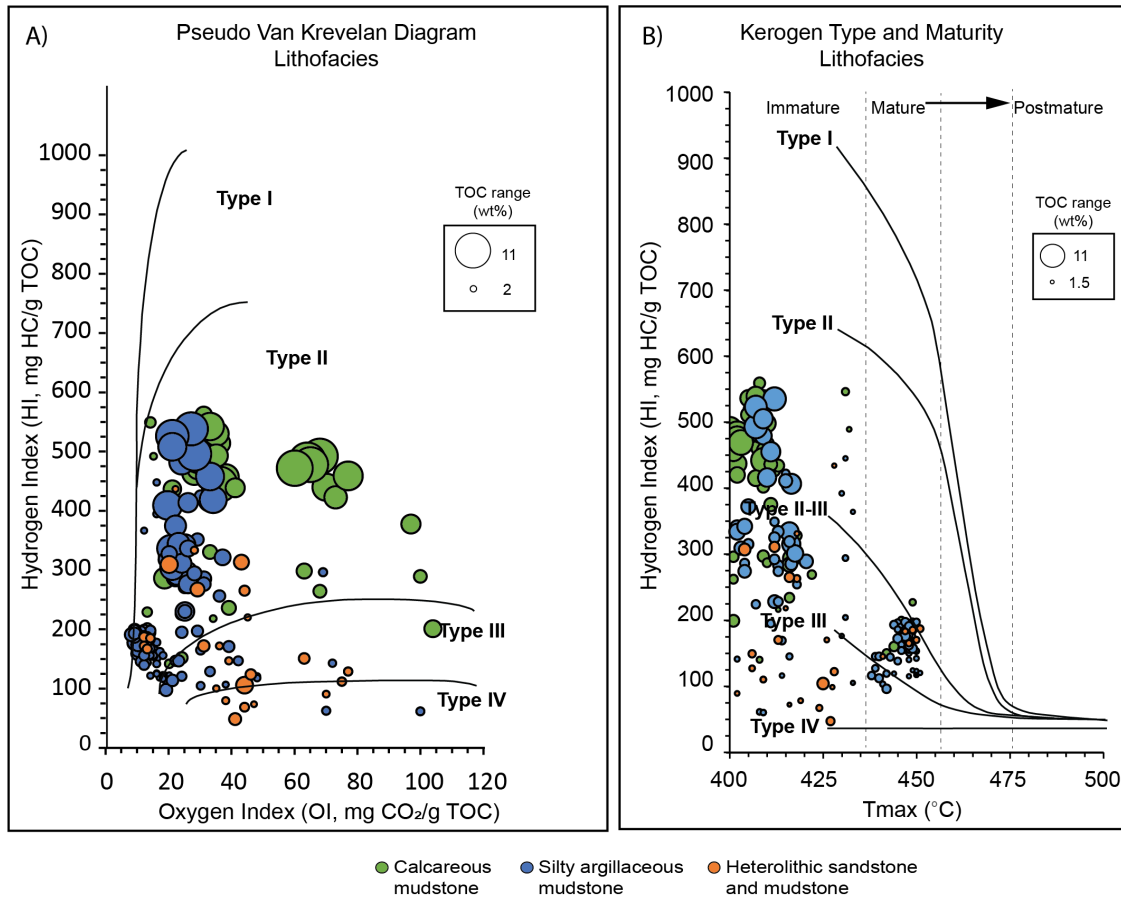 A)
Pseudo Van Krevelan Diagram
Lithofacies
Hydrogen Index (HI, mg HC/g TOC)
1000
900
800
700
600
500
400
300
200
100
0
Type I
Type II
Type III
Type IV
TOC range
(wt%)
11
2
0 20 40 60 80 100 120
Oxygen Index (OI, mg CO₂/g TOC)
B)
Kerogen Type and Maturity
Lithofacies
Hydrogen Index (HI, mg HC/g TOC)
1000
900
800
700
600
500
400
300
200
100
0
Immature Mature Postmature
Type I
Type II
Type II-III
Type III
Type IV
TOC range
(wt%)
11
1.5
400 425 450 475 500
Tmax (°C)
Calcareous
mudstone
Silty argillaceous
mudstone
Heterolithic sandstone
and mudstone